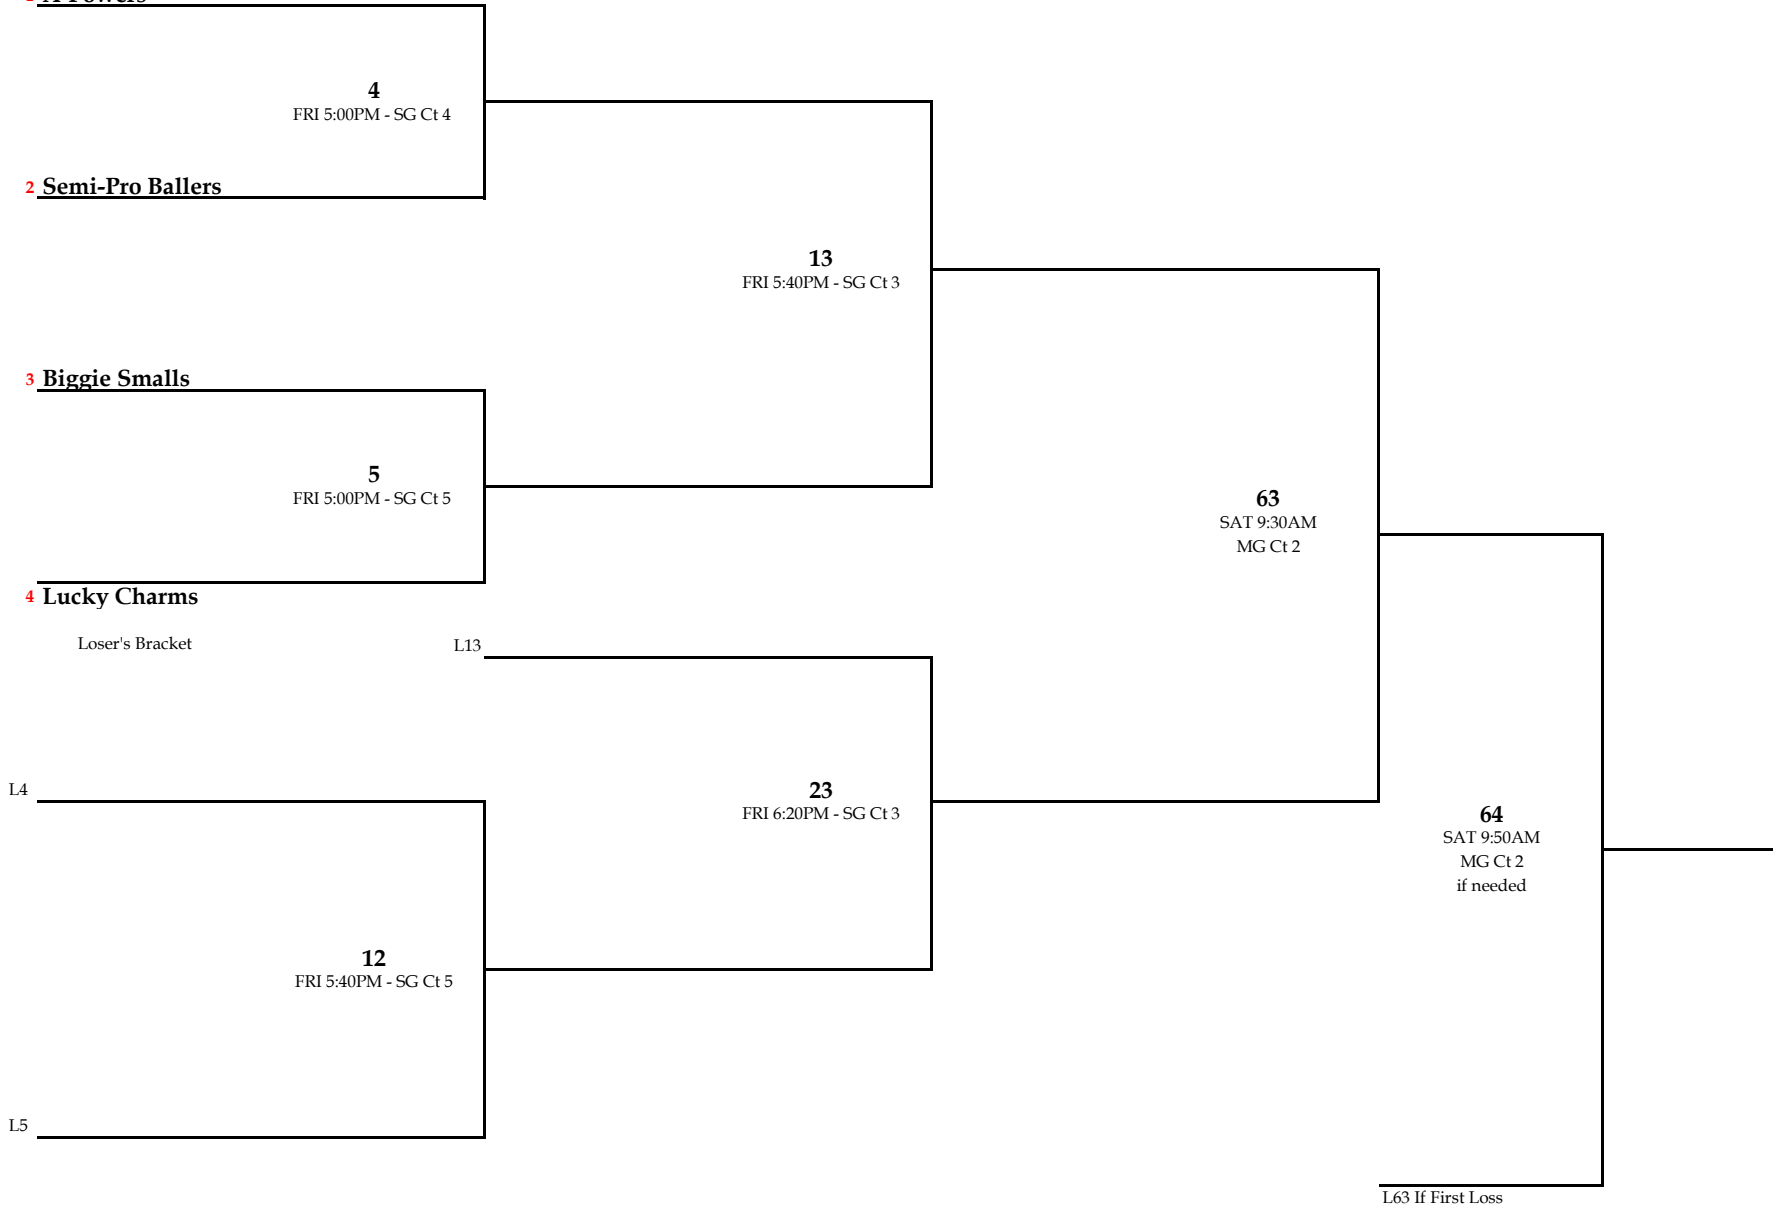 4
FRI 5:00PM - SG Ct 4
2 Semi-Pro Ballers
13
FRI 5:40PM - SG Ct 3
3 Biggie Smalls
5
FRI 5:00PM - SG Ct 5
63
SAT 9:30AM
MG Ct 2
4 Lucky Charms
Loser's Bracket
L13
L4
23
FRI 6:20PM - SG Ct 3
64
SAT 9:50AM
MG Ct 2
if needed
12
FRI 5:40PM - SG Ct 5
L5
L63 If First Loss